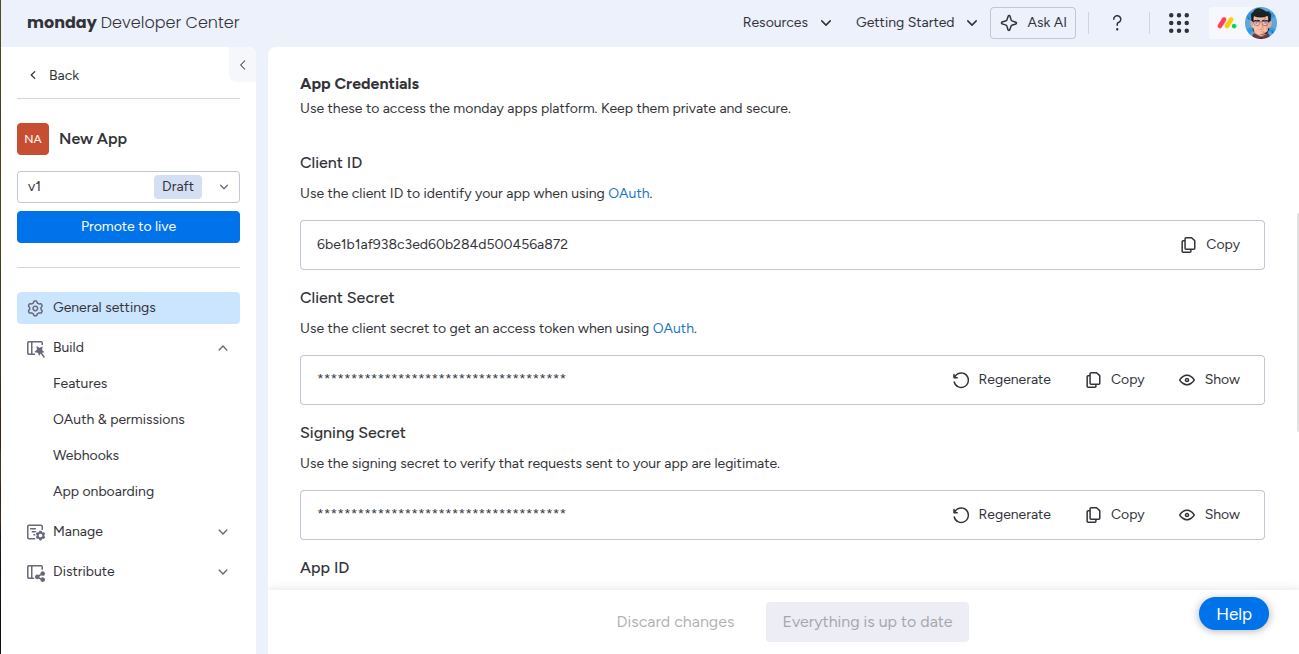 monday Developer Center
Resources
Getting Started
Ask AI
?
Back
NA
New App
v1
Draft
Promote to live
General settings
Build
Features
OAuth & permissions
Webhooks
App onboarding
Manage
Distribute
App Credentials
Use these to access the monday apps platform. Keep them private and secure.
Client ID
Use the client ID to identify your app when using OAuth.
6be1b1af938c3ed60b284d500456a872
Copy
Client Secret
Use the client secret to get an access token when using OAuth.
*************************************
Regenerate
Copy
Show
Signing Secret
Use the signing secret to verify that requests sent to your app are legitimate.
*************************************
Regenerate
Copy
Show
App ID
Discard changes
Everything is up to date
Help